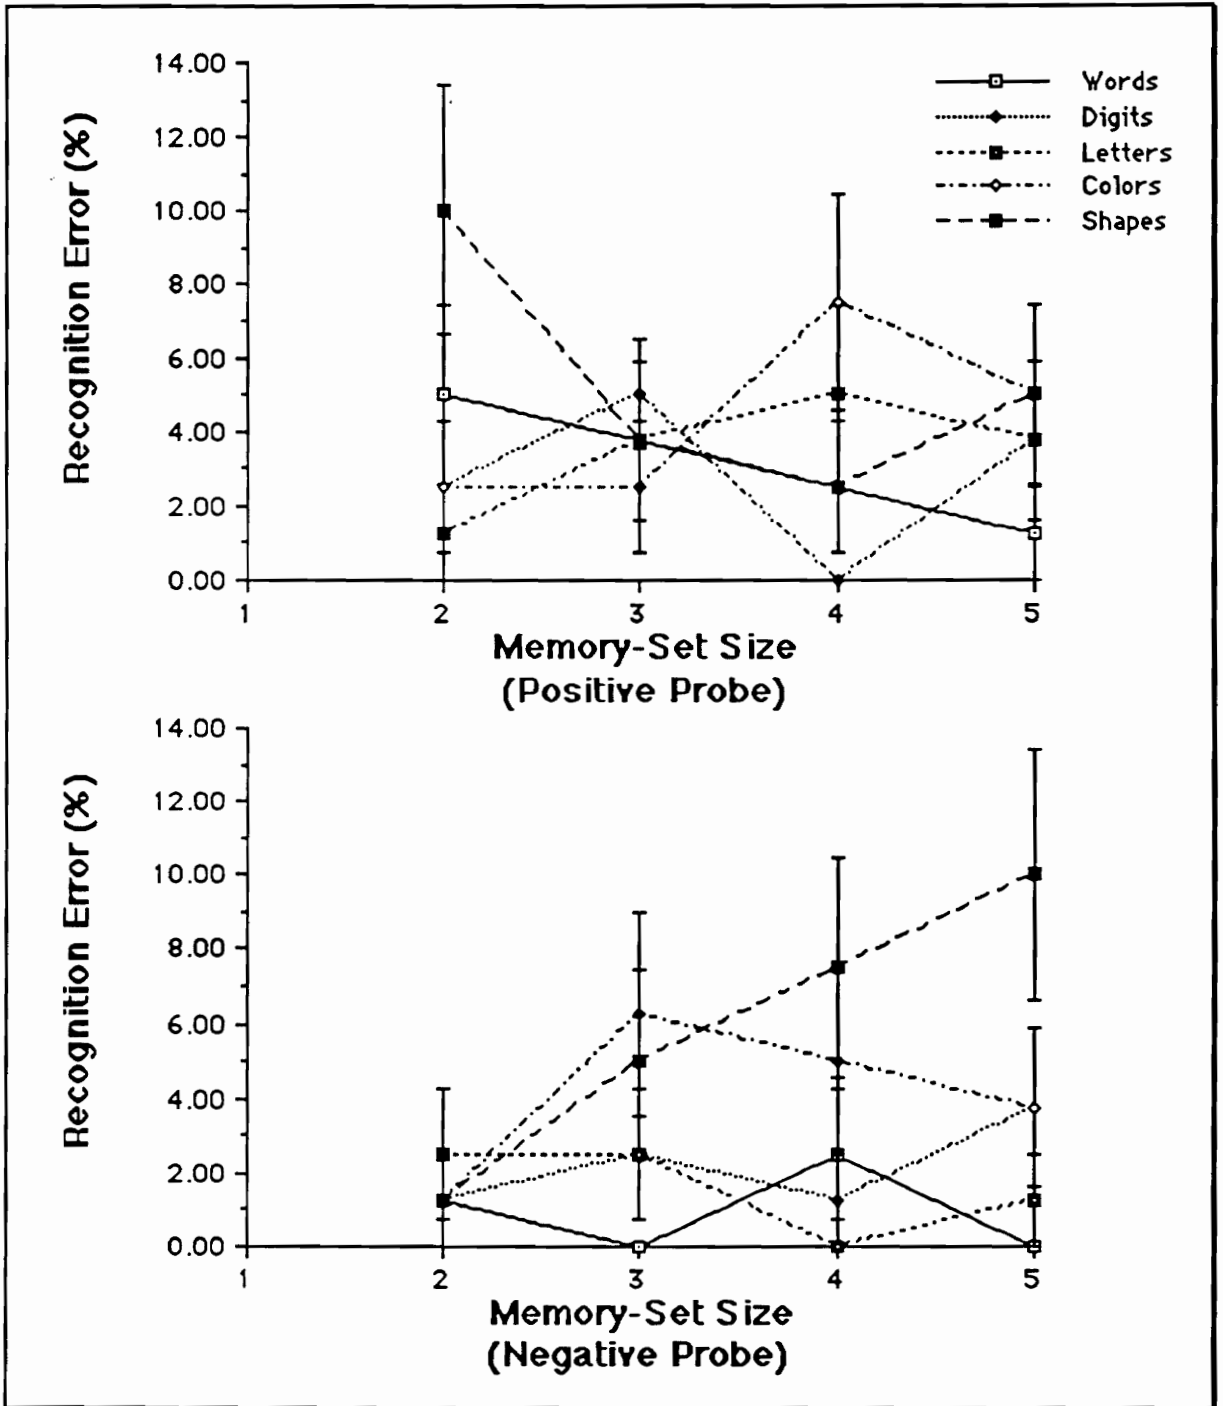 14.00
12.00
10.00
8.00
6.00
4.00
2.00
0.00
Recognition Error (%)
Words
Digits
Letters
Colors
Shapes
1 2 3 4 5
Memory-Set Size
(Positive Probe)
14.00
12.00
10.00
8.00
6.00
4.00
2.00
0.00
Recognition Error (%)
1 2 3 4 5
Memory-Set Size
(Negative Probe)